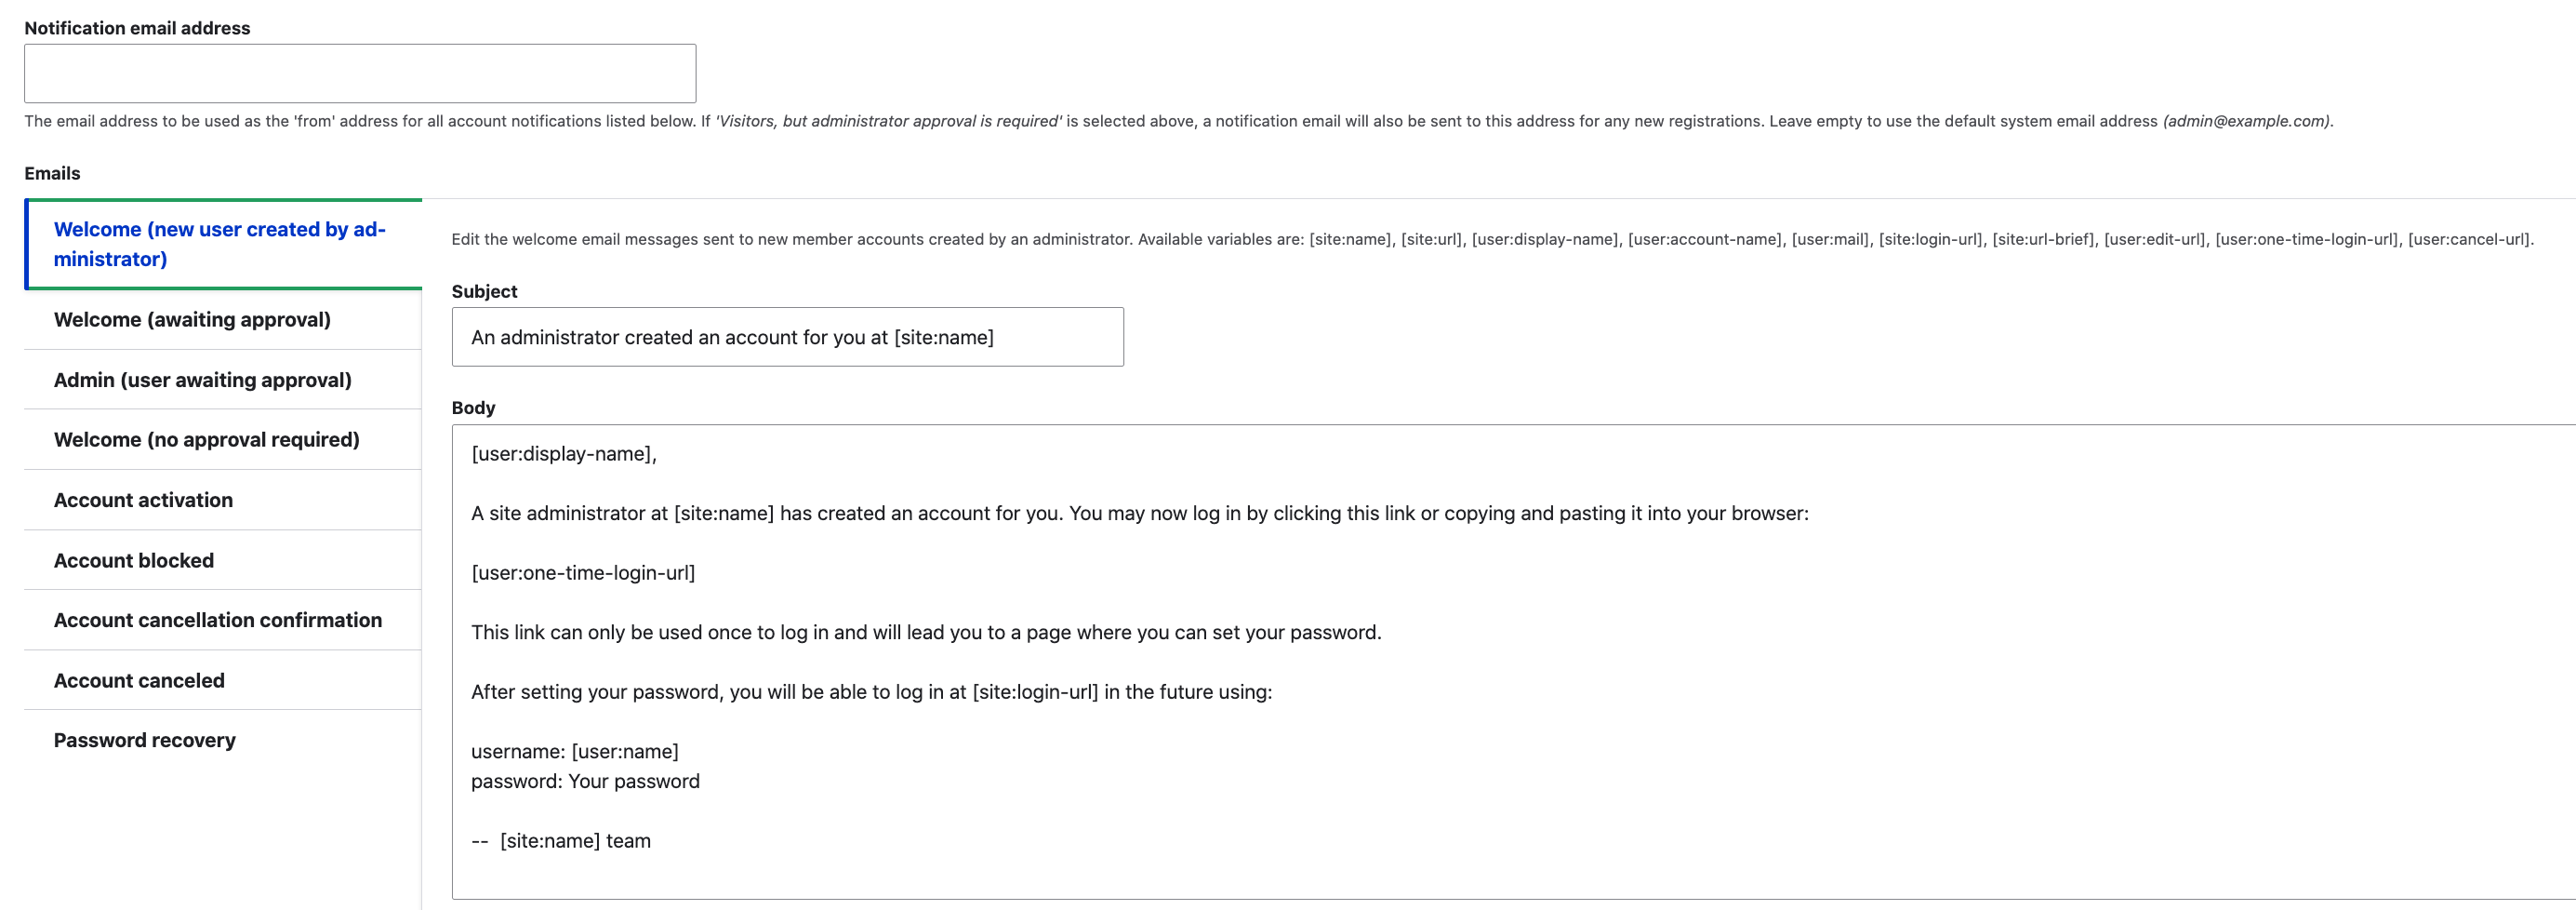 Notification email address
The email address to be used as the 'from' address for all account notifications listed below. If 'Visitors, but administrator approval is required' is selected above, a notification email will also be sent to this address for any new registrations. Leave empty to use the default system email address (admin@example.com).
Emails
Welcome (new user created by ad-
ministrator)
Welcome (awaiting approval)
Admin (user awaiting approval)
Welcome (no approval required)
Account activation
Account blocked
Account cancellation confirmation
Account canceled
Password recovery
Edit the welcome email messages sent to new member accounts created by an administrator. Available variables are: [site:name], [site:url], [user:display-name], [user:account-name], [user:mail], [site:login-url], [site:url-brief], [user:edit-url], [user:one-time-login-url], [user:cancel-url].
Subject
An administrator created an account for you at [site:name]
Body
[user:display-name],
A site administrator at [site:name] has created an account for you. You may now log in by clicking this link or copying and pasting it into your browser:
[user:one-time-login-url]
This link can only be used once to log in and will lead you to a page where you can set your password.
After setting your password, you will be able to log in at [site:login-url] in the future using:
username: [user:name]
password: Your password
--  [site:name] team